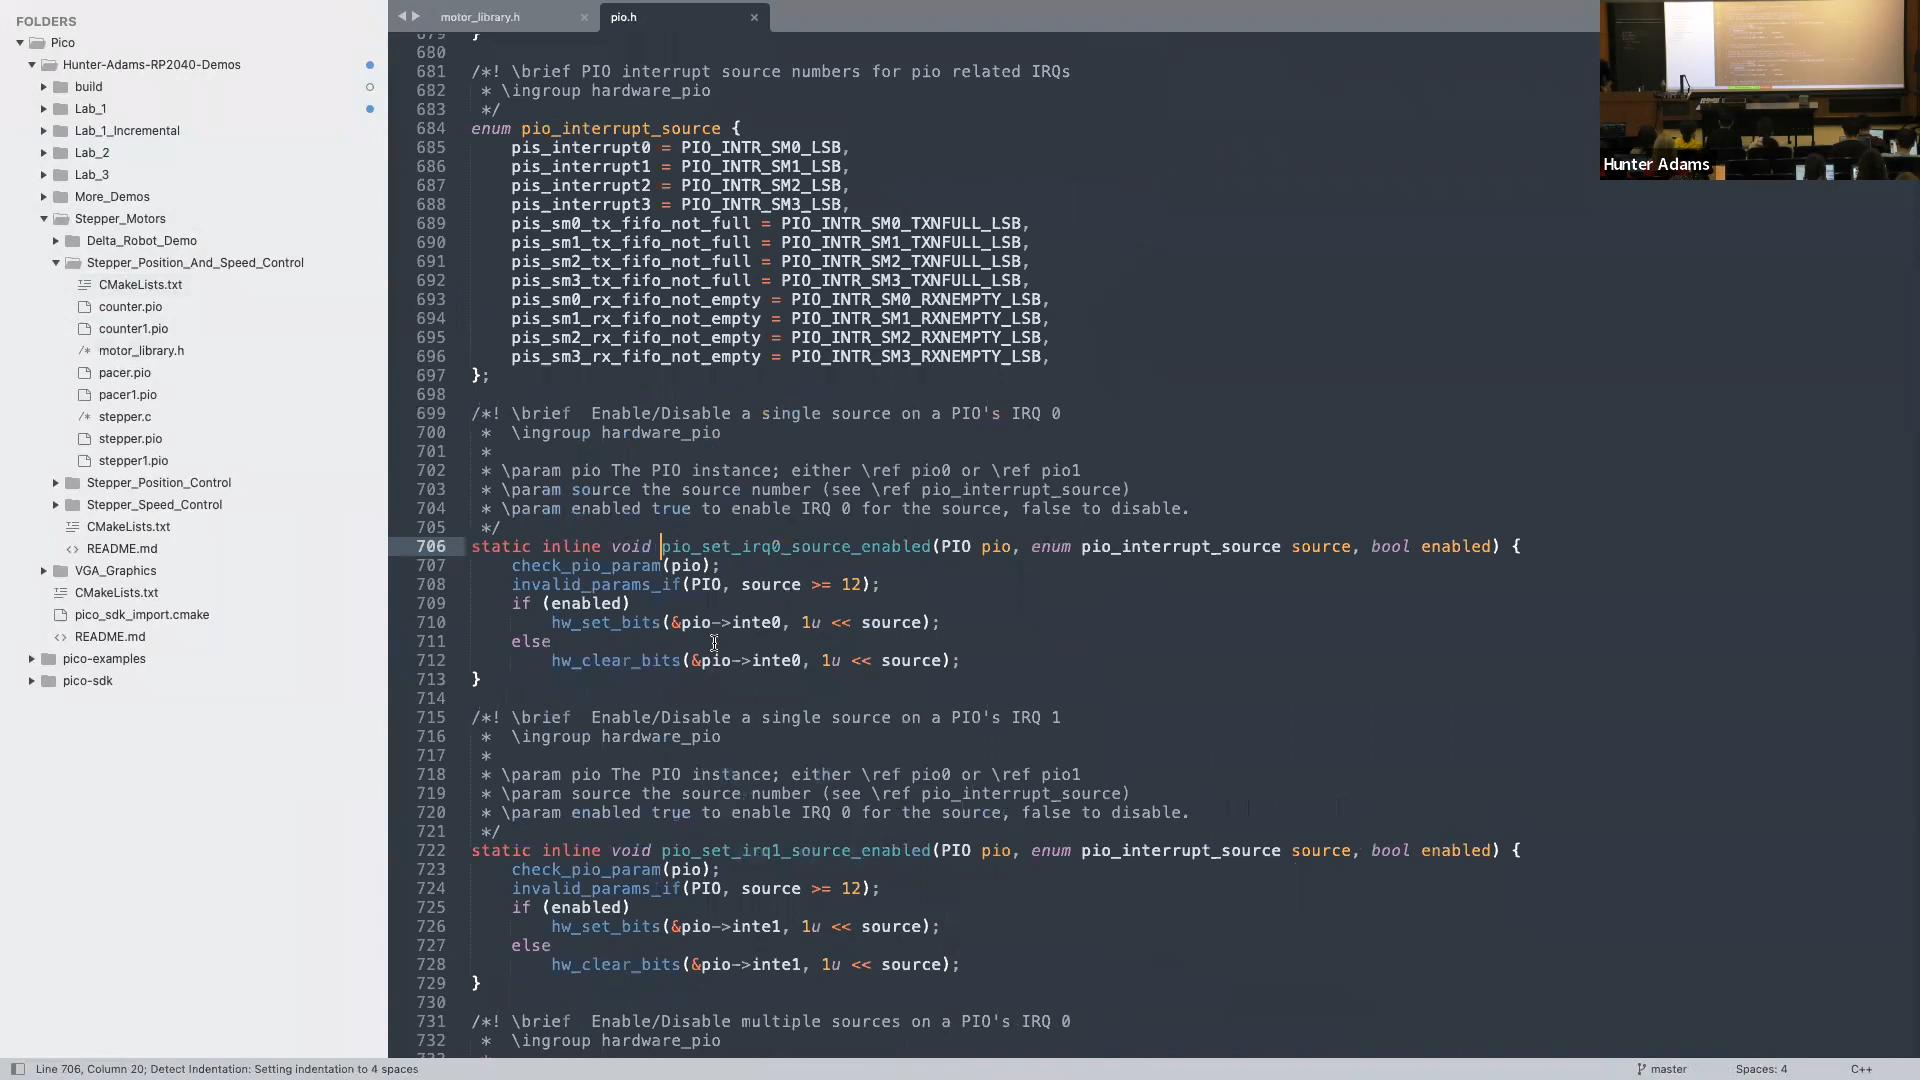 FOLDERS
Pico
Hunter-Adams-RP2040-Demos
build
Lab_1
Lab_1_Incremental
Lab_2
Lab_3
More_Demos
Stepper_Motors
Delta_Robot_Demo
Stepper_Position_And_Speed_Control
CMakeLists.txt
counter.pio
counter1.pio
/* motor_library.h
pacer.pio
pacer1.pio
/* stepper.c
stepper.pio
stepper1.pio
Stepper_Position_Control
Stepper_Speed_Control
CMakeLists.txt
<> README.md
VGA_Graphics
CMakeLists.txt
pico_sdk_import.cmake
<> README.md
pico-examples
pico-sdk
motor_library.h ×
pio.h ×
679 }
680
681 /*! \brief PIO interrupt source numbers for pio related IRQs
682 * \ingroup hardware_pio
683 */
684 enum pio_interrupt_source {
685 pis_interrupt0 = PIO_INTR_SM0_LSB,
686 pis_interrupt1 = PIO_INTR_SM1_LSB,
687 pis_interrupt2 = PIO_INTR_SM2_LSB,
688 pis_interrupt3 = PIO_INTR_SM3_LSB,
689 pis_sm0_tx_fifo_not_full = PIO_INTR_SM0_TXNFULL_LSB,
690 pis_sm1_tx_fifo_not_full = PIO_INTR_SM1_TXNFULL_LSB,
691 pis_sm2_tx_fifo_not_full = PIO_INTR_SM2_TXNFULL_LSB,
692 pis_sm3_tx_fifo_not_full = PIO_INTR_SM3_TXNFULL_LSB,
693 pis_sm0_rx_fifo_not_empty = PIO_INTR_SM0_RXNEMPTY_LSB,
694 pis_sm1_rx_fifo_not_empty = PIO_INTR_SM1_RXNEMPTY_LSB,
695 pis_sm2_rx_fifo_not_empty = PIO_INTR_SM2_RXNEMPTY_LSB,
696 pis_sm3_rx_fifo_not_empty = PIO_INTR_SM3_RXNEMPTY_LSB,
697 };
698
699 /*! \brief Enable/Disable a single source on a PIO's IRQ 0
700 * \ingroup hardware_pio
701 *
702 * \param pio The PIO instance; either \ref pio0 or \ref pio1
703 * \param source the source number (see \ref pio_interrupt_source)
704 * \param enabled true to enable IRQ 0 for the source, false to disable.
705 */
706 static inline void pio_set_irq0_source_enabled(PIO pio, enum pio_interrupt_source source, bool enabled) {
707 check_pio_param(pio);
708 invalid_params_if(PIO, source >= 12);
709 if (enabled)
710 hw_set_bits(&pio->inte0, 1u << source);
711 else
712 hw_clear_bits(&pio->inte0, 1u << source);
713 }
714
715 /*! \brief Enable/Disable a single source on a PIO's IRQ 1
716 * \ingroup hardware_pio
717 *
718 * \param pio The PIO instance; either \ref pio0 or \ref pio1
719 * \param source the source number (see \ref pio_interrupt_source)
720 * \param enabled true to enable IRQ 0 for the source, false to disable.
721 */
722 static inline void pio_set_irq1_source_enabled(PIO pio, enum pio_interrupt_source source, bool enabled) {
723 check_pio_param(pio);
724 invalid_params_if(PIO, source >= 12);
725 if (enabled)
726 hw_set_bits(&pio->inte1, 1u << source);
727 else
728 hw_clear_bits(&pio->inte1, 1u << source);
729 }
730
731 /*! \brief Enable/Disable multiple sources on a PIO's IRQ 0
732 * \ingroup hardware_pio
Hunter Adams
Line 706, Column 20; Detect Indentation: Setting indentation to 4 spaces
master
Spaces: 4
C++